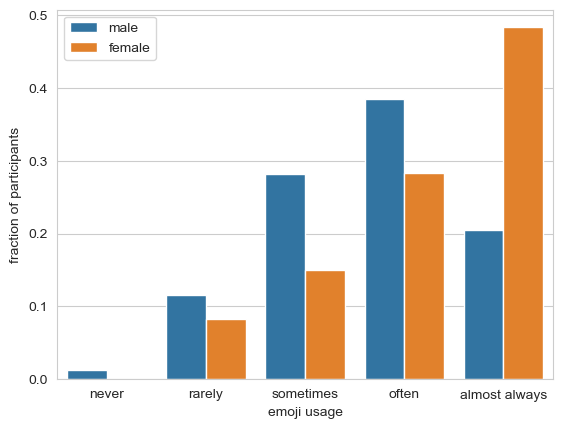 male
female
0.5
0.4
0.3
0.2
0.1
0.0
fraction of participants
never rarely sometimes often almost always
emoji usage